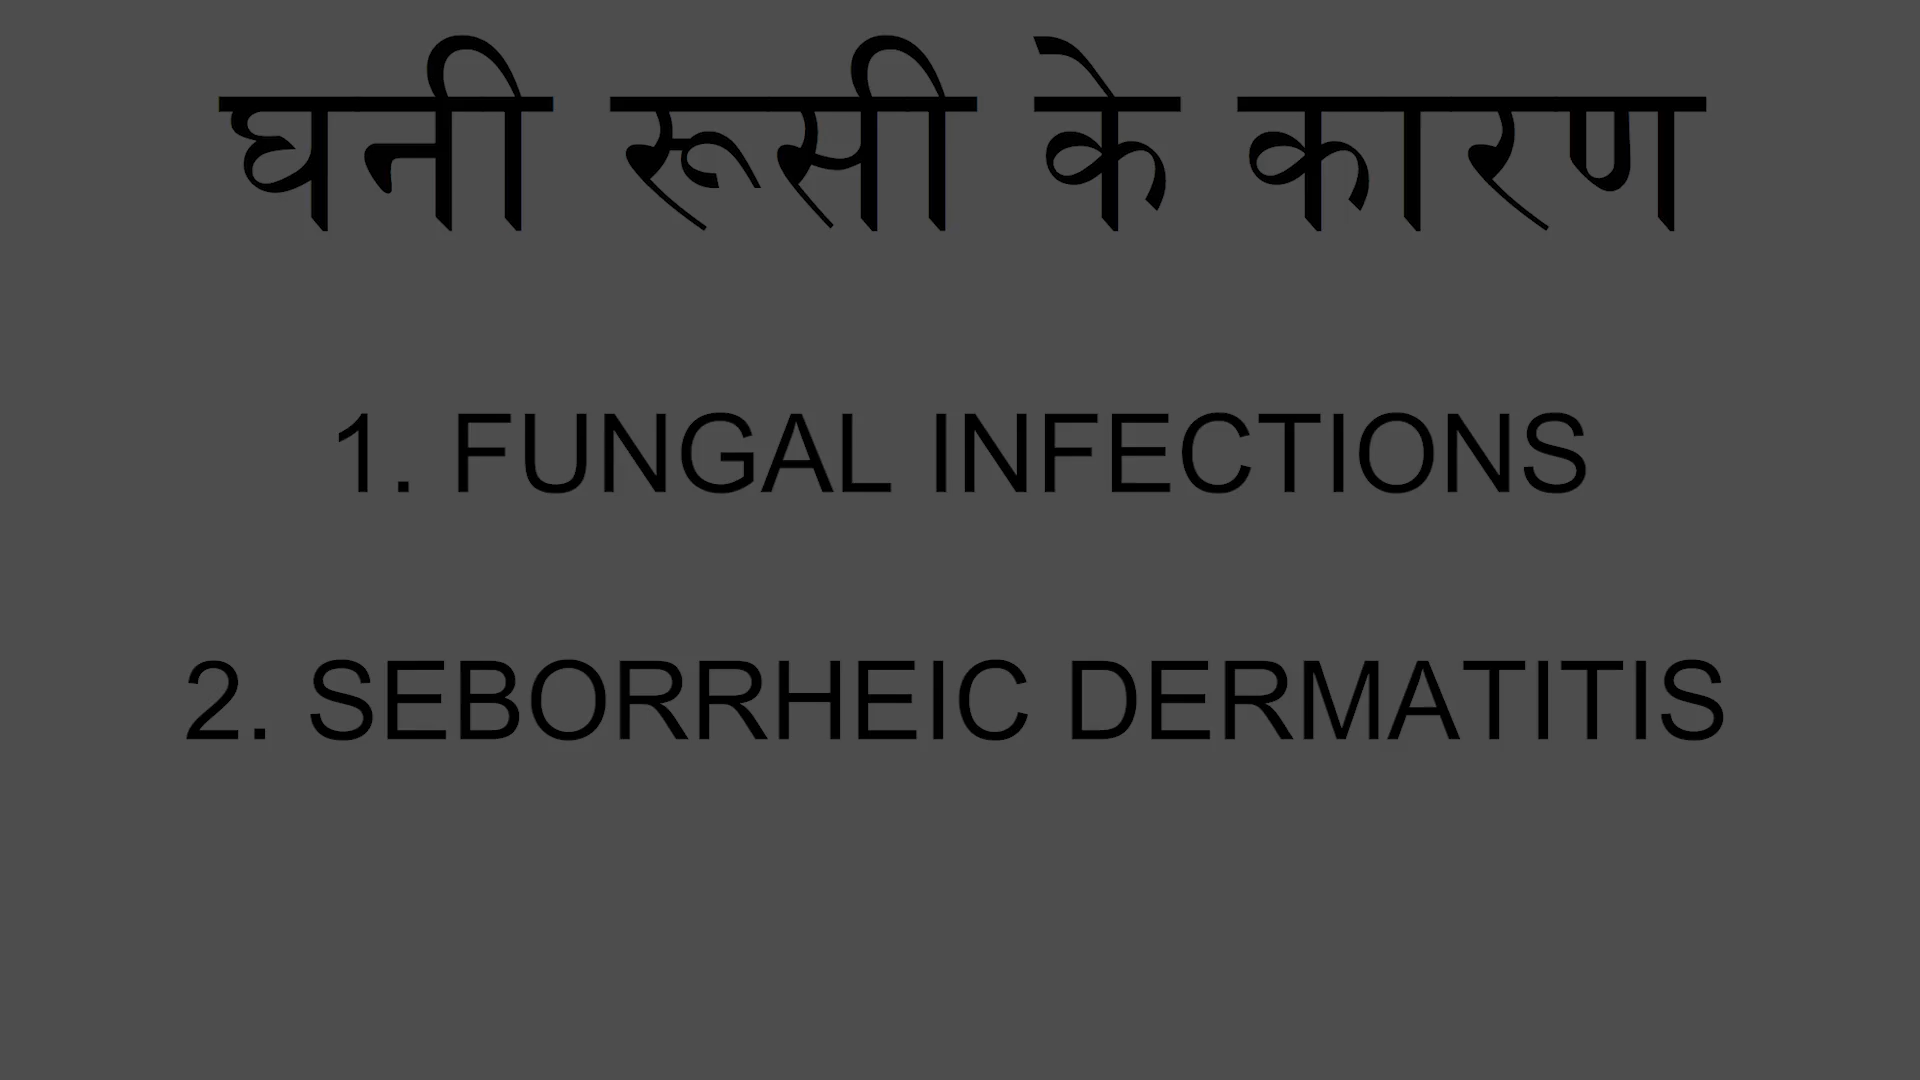 घनी रूसी के कारण
1. FUNGAL INFECTIONS
2. SEBORRHEIC DERMATITIS